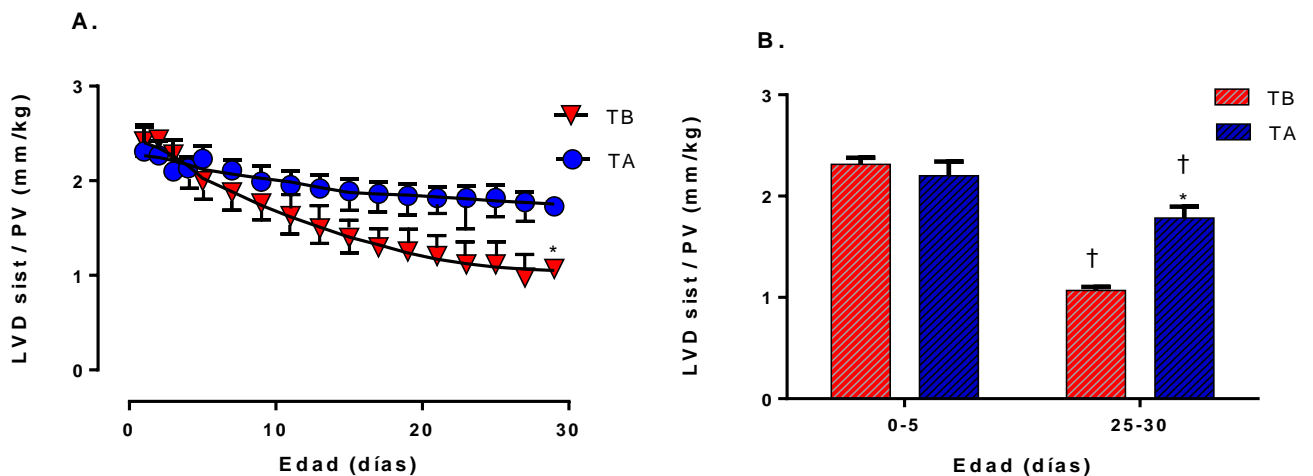 A.
LVD sist / PV (mm/kg)
3
2
1
0
TB
TA
*
0 10 20 30
Edad (días)
B.
LVD sist / PV (mm/kg)
3
2
1
0
TB
TA
†
†
*
0-5 25-30
Edad (días)